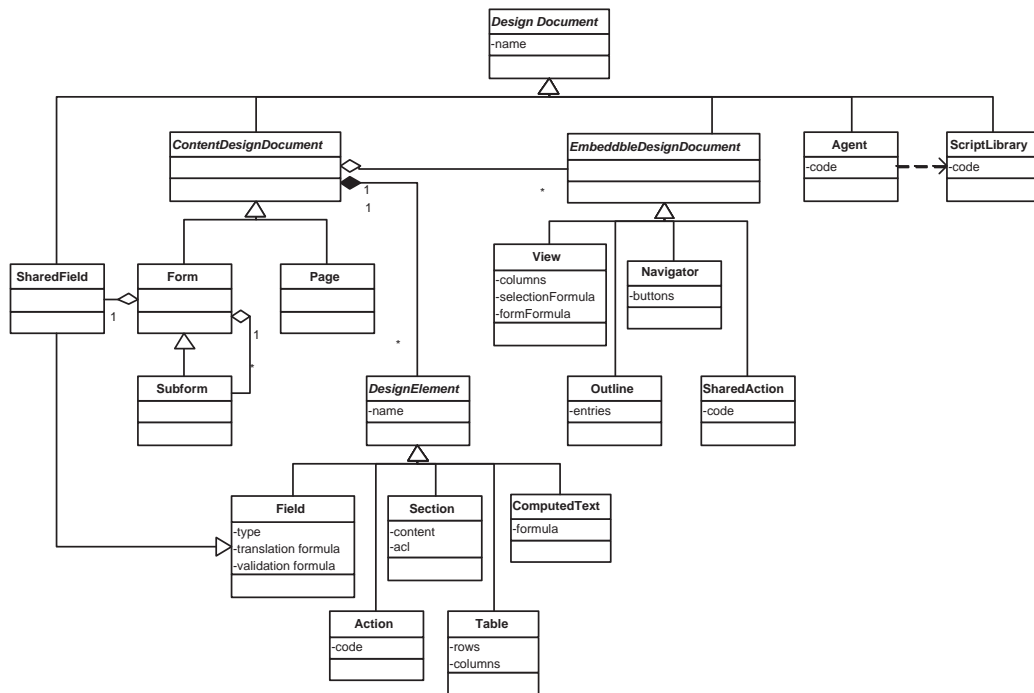 Design Document
-name
ContentDesignDocument
EmbeddbleDesignDocument
Agent
-code
ScriptLibrary
-code
1
1
*
SharedField
Form
Page
View
-columns
-selectionFormula
-formFormula
Navigator
-buttons
1
1
*
*
Subform
DesignElement
-name
Outline
-entries
SharedAction
-code
Field
-type
-translation formula
-validation formula
Section
-content
-acl
ComputedText
-formula
Action
-code
Table
-rows
-columns